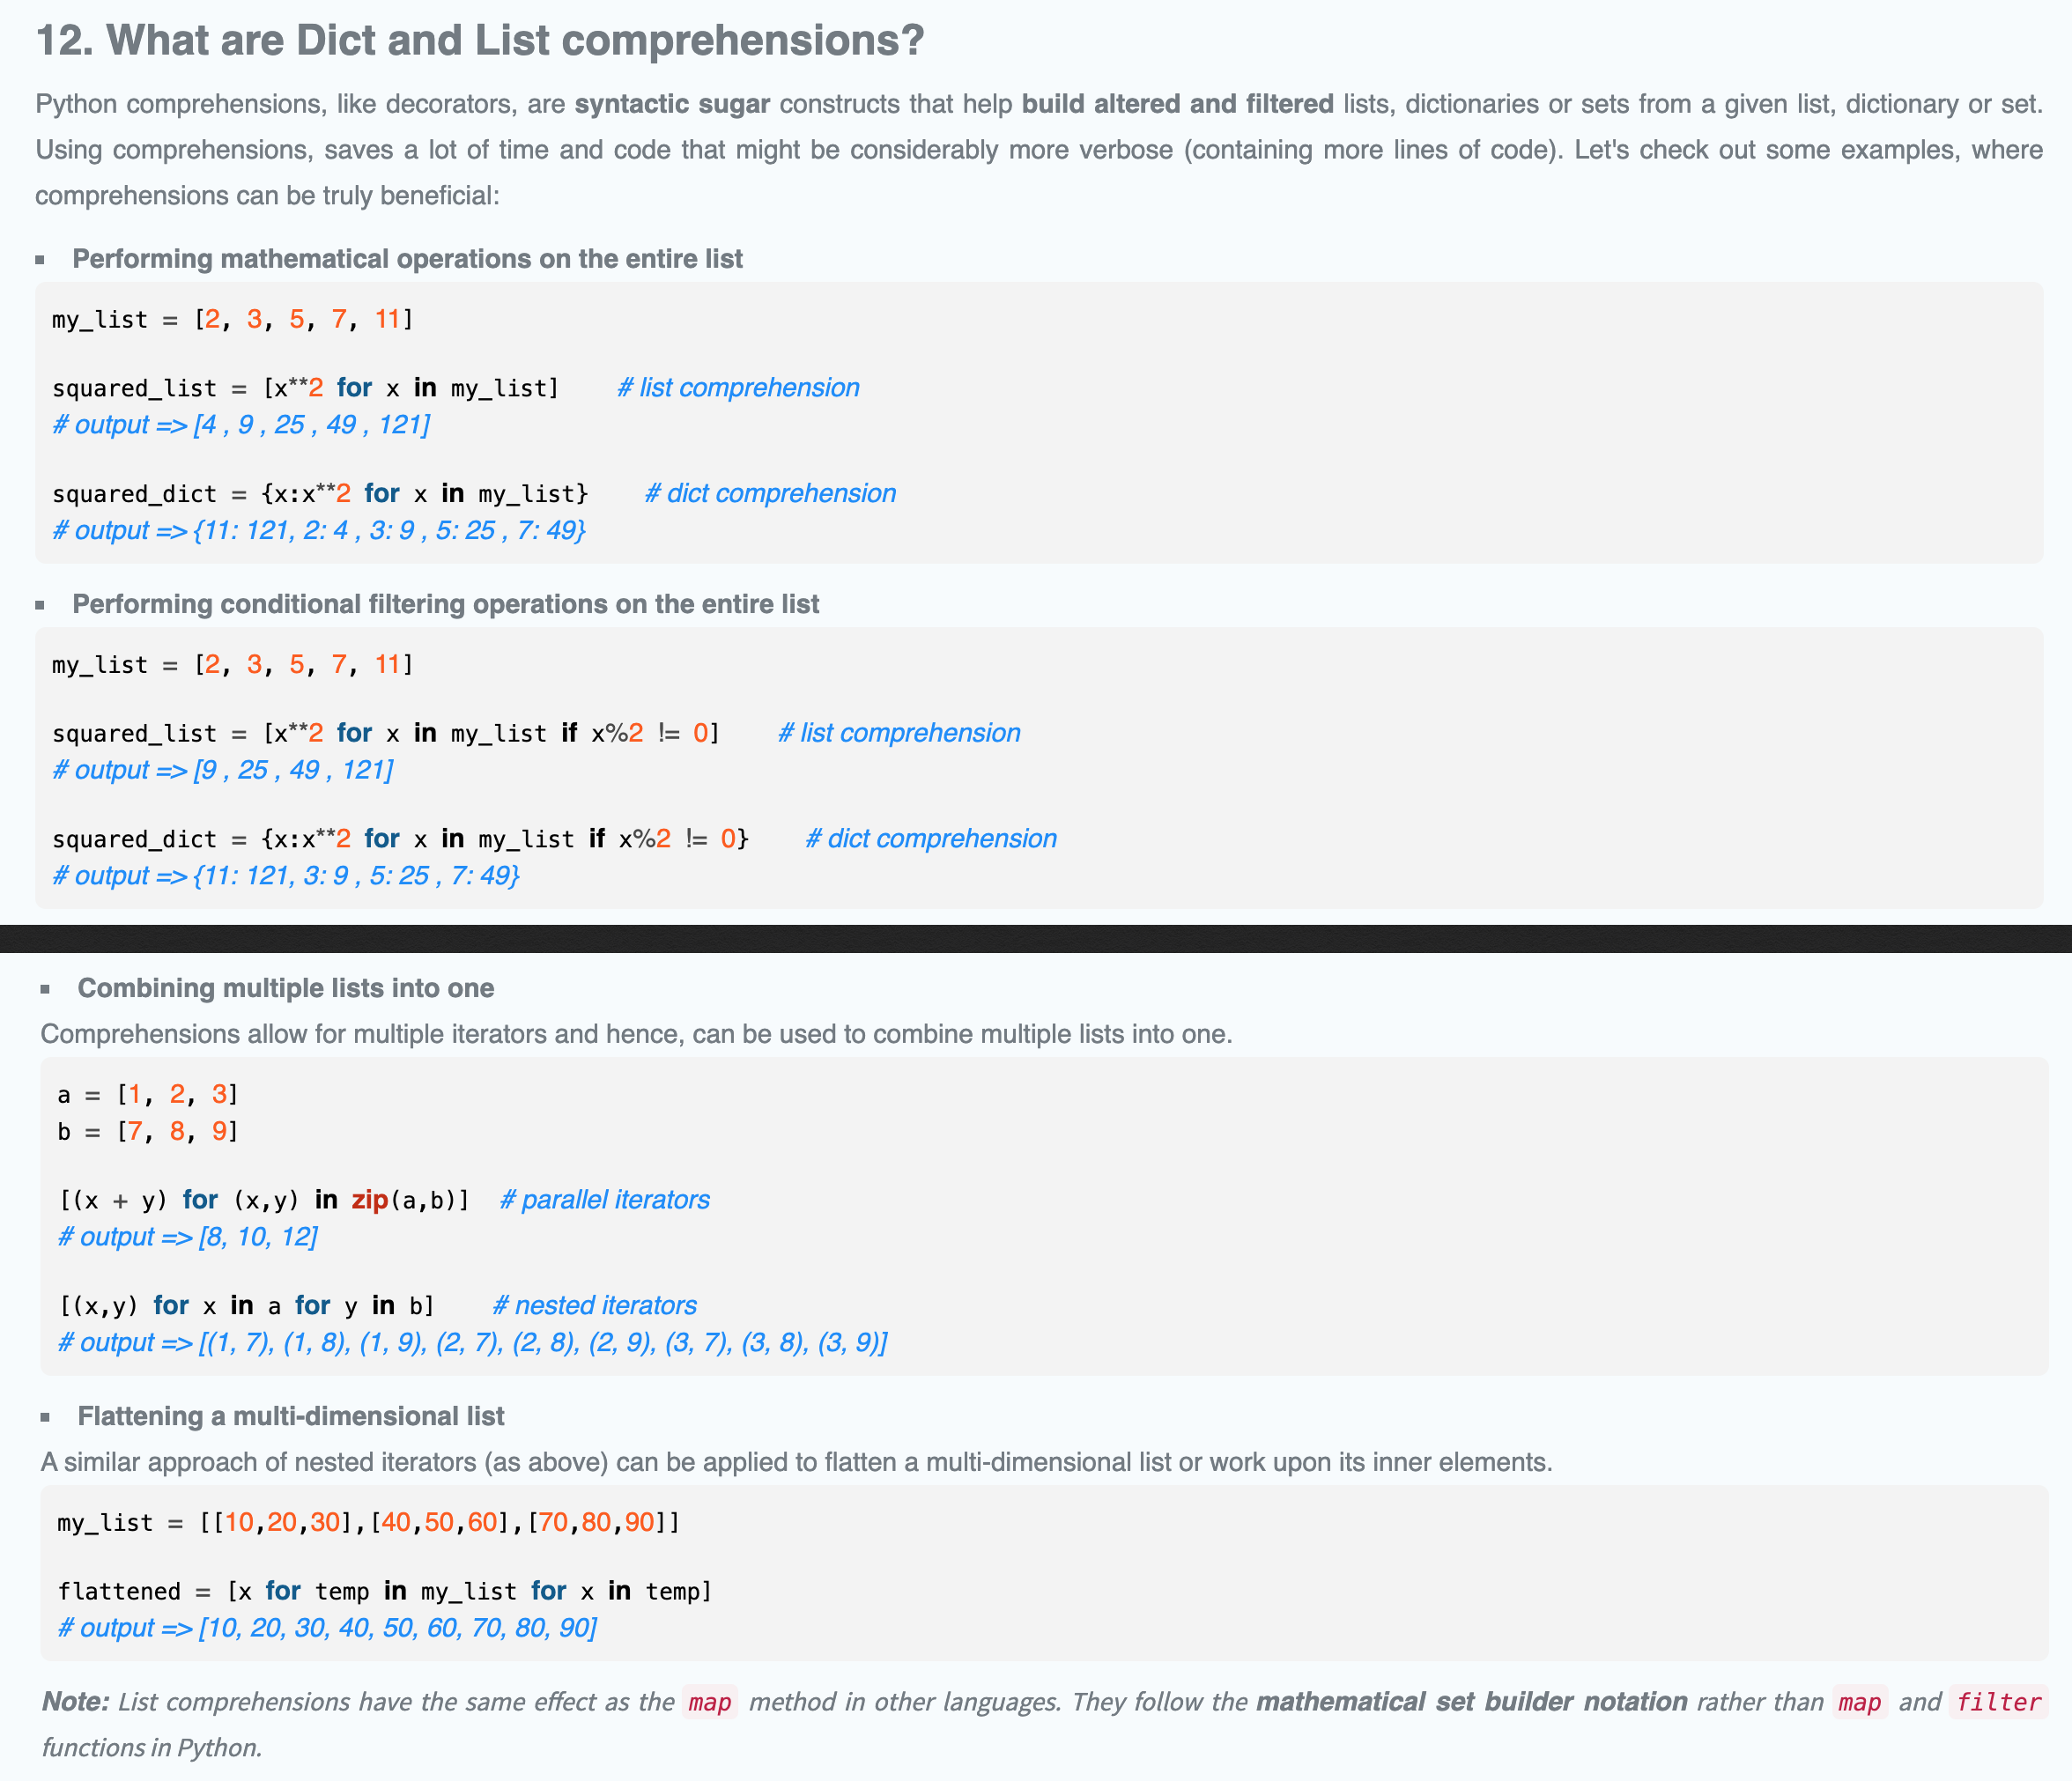 12. What are Dict and List comprehensions?
Python comprehensions, like decorators, are syntactic sugar constructs that help build altered and filtered lists, dictionaries or sets from a given list, dictionary or set.
Using comprehensions, saves a lot of time and code that might be considerably more verbose (containing more lines of code). Let's check out some examples, where
comprehensions can be truly beneficial:
▪ Performing mathematical operations on the entire list
my_list = [2, 3, 5, 7, 11]
squared_list = [x**2 for x in my_list]    # list comprehension
# output => [4 , 9 , 25 , 49 , 121]
squared_dict = {x:x**2 for x in my_list}    # dict comprehension
# output => {11: 121, 2: 4 , 3: 9 , 5: 25 , 7: 49}
▪ Performing conditional filtering operations on the entire list
my_list = [2, 3, 5, 7, 11]
squared_list = [x**2 for x in my_list if x%2 != 0]    # list comprehension
# output => [9 , 25 , 49 , 121]
squared_dict = {x:x**2 for x in my_list if x%2 != 0}    # dict comprehension
# output => {11: 121, 3: 9 , 5: 25 , 7: 49}
▪ Combining multiple lists into one
Comprehensions allow for multiple iterators and hence, can be used to combine multiple lists into one.
a = [1, 2, 3]
b = [7, 8, 9]
[(x + y) for (x,y) in zip(a,b)]  # parallel iterators
# output => [8, 10, 12]
[(x,y) for x in a for y in b]    # nested iterators
# output => [(1, 7), (1, 8), (1, 9), (2, 7), (2, 8), (2, 9), (3, 7), (3, 8), (3, 9)]
▪ Flattening a multi-dimensional list
A similar approach of nested iterators (as above) can be applied to flatten a multi-dimensional list or work upon its inner elements.
my_list = [[10,20,30],[40,50,60],[70,80,90]]
flattened = [x for temp in my_list for x in temp]
# output => [10, 20, 30, 40, 50, 60, 70, 80, 90]
Note: List comprehensions have the same effect as the map method in other languages. They follow the mathematical set builder notation rather than map and filter
functions in Python.